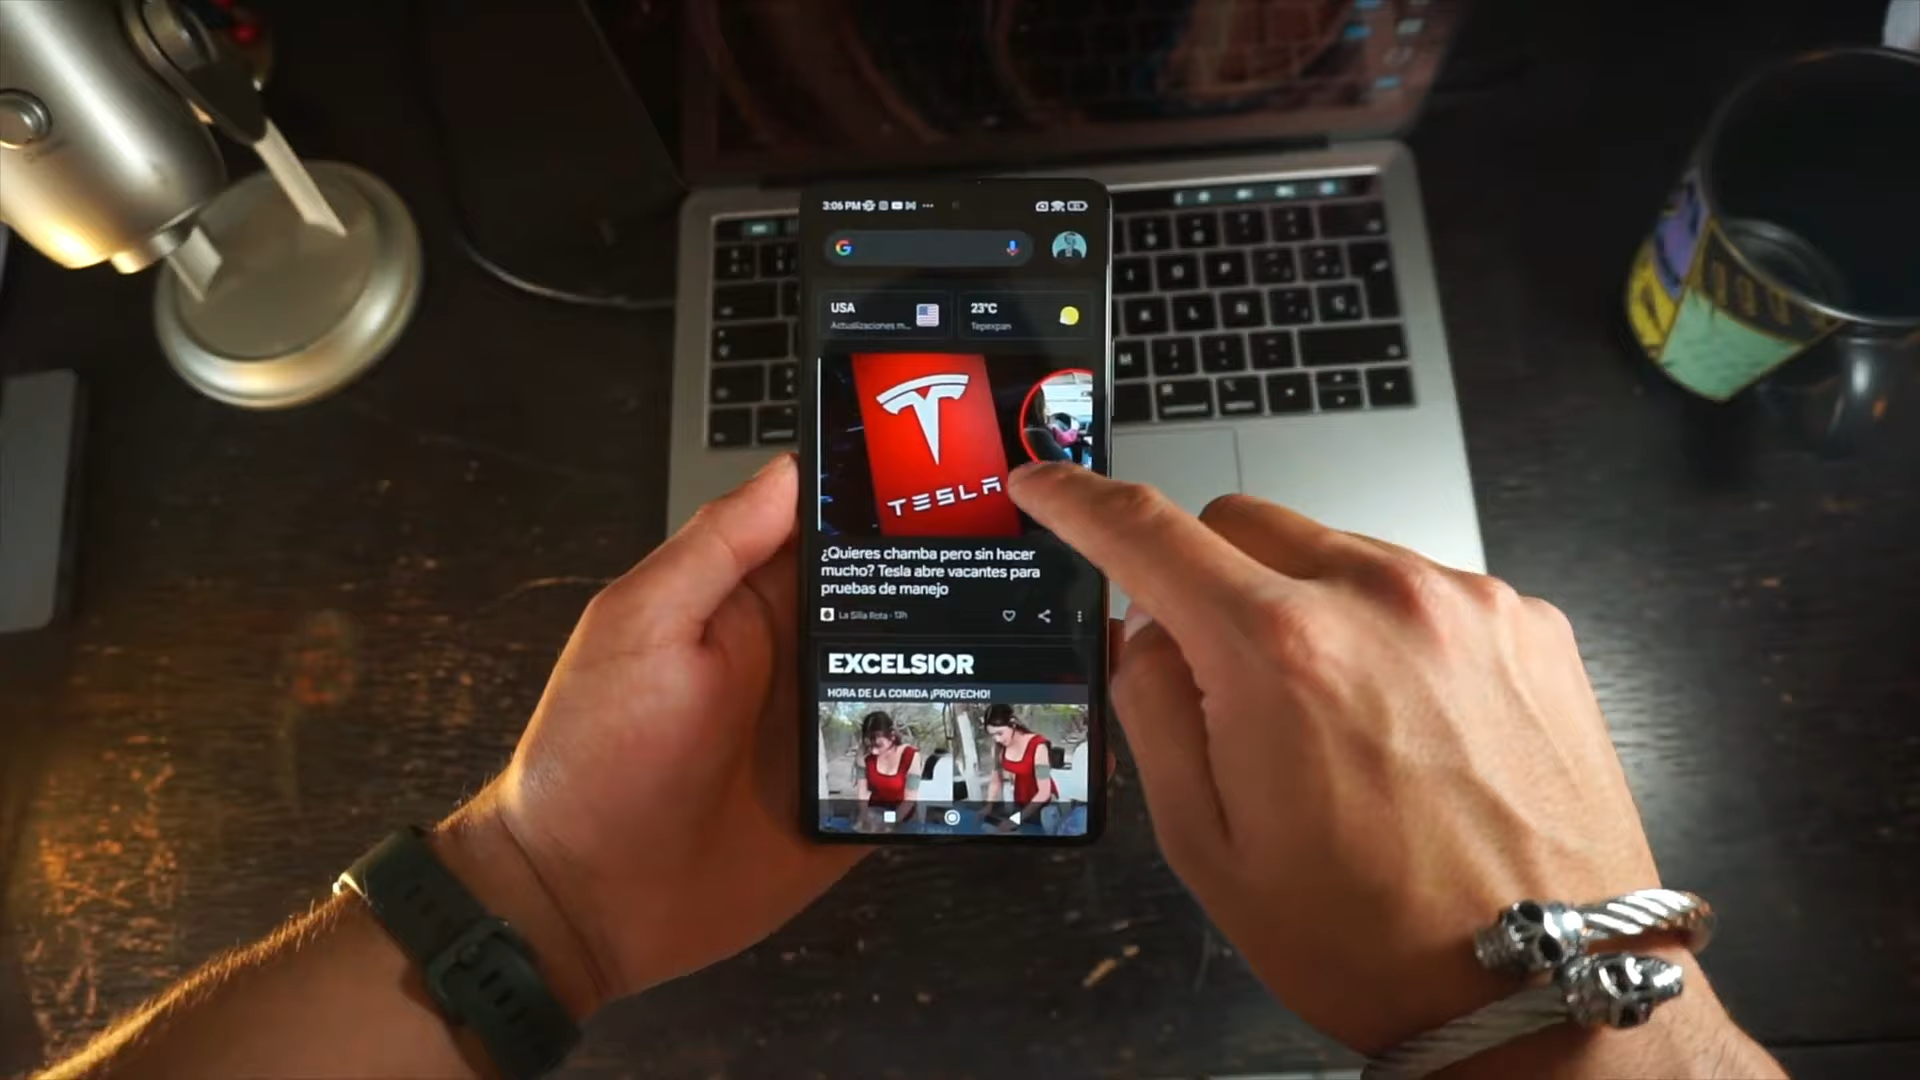 3:06 PM
USA
Actualizaciones m...
23°C
Tepexpan
TESLA
¿Quieres chamba pero sin hacer
mucho? Tesla abre vacantes para
pruebas de manejo
La Silla Rota · 13h
EXCELSIOR
HORA DE LA COMIDA ¡PROVECHO!